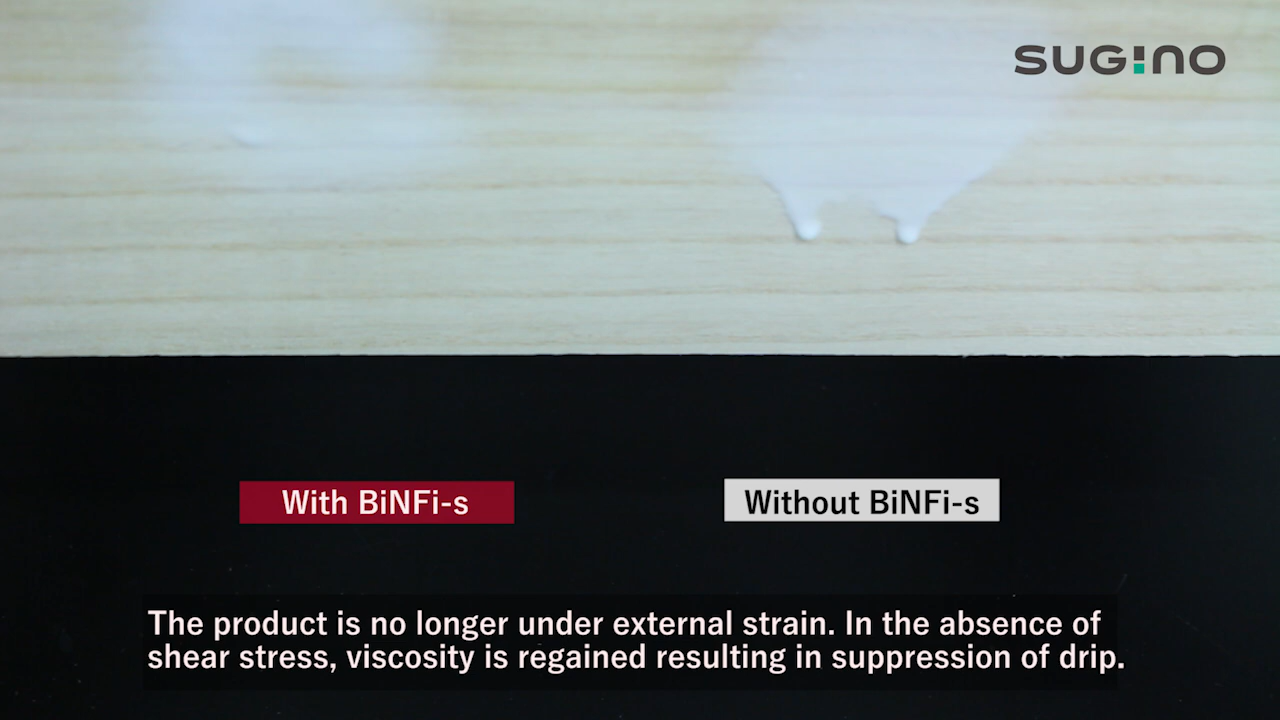 SUGINO
With BiNFi-s
Without BiNFi-s
The product is no longer under external strain. In the absence of
shear stress, viscosity is regained resulting in suppression of drip.